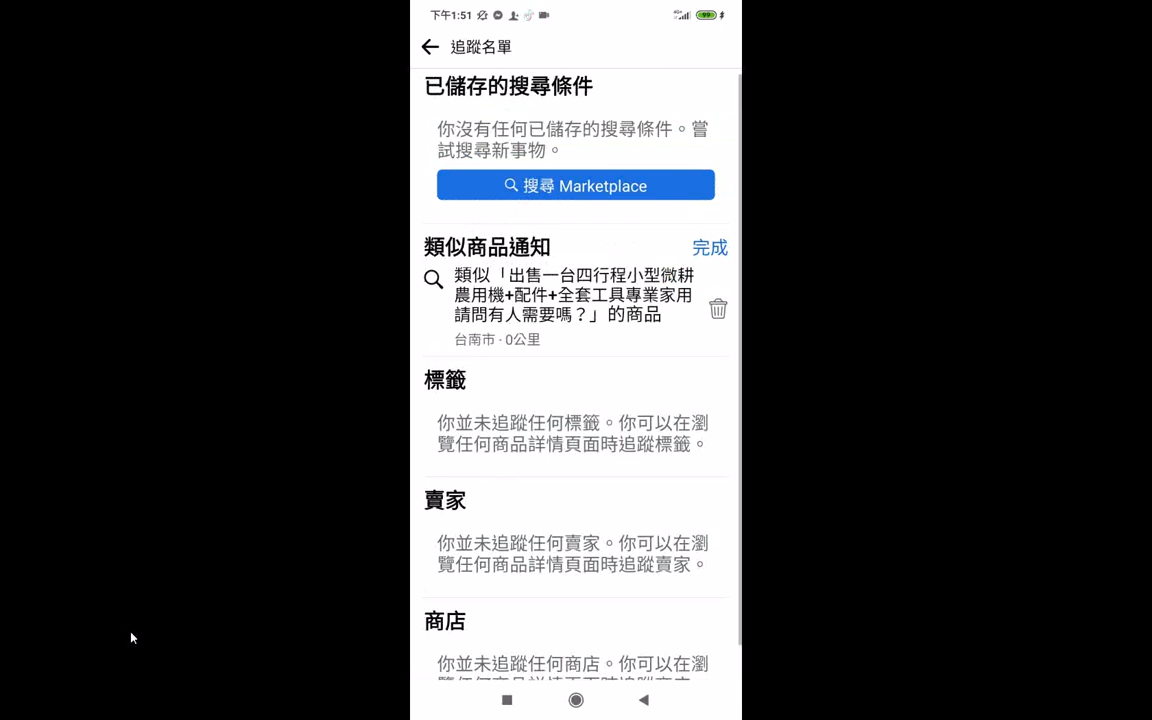 下午1:51
99
追蹤名單
已儲存的搜尋條件
你沒有任何已儲存的搜尋條件。嘗
試搜尋新事物。
搜尋 Marketplace
類似商品通知
完成
類似「出售一台四行程小型微耕
農用機+配件+全套工具專業家用
請問有人需要嗎？」的商品
台南市 · 0公里
標籤
你並未追蹤任何標籤。你可以在瀏
覽任何商品詳情頁面時追蹤標籤。
賣家
你並未追蹤任何賣家。你可以在瀏
覽任何商品詳情頁面時追蹤賣家。
商店
你並未追蹤任何商店。你可以在瀏